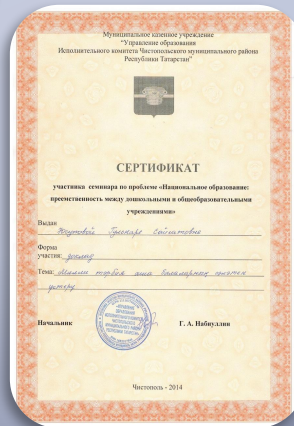 Муниципальное казенное учреждение
"Управление образования
Исполнительного комитета Чистопольского муниципального района
Республики Татарстан"
СЕРТИФИКАТ
участника семинара по проблеме «Национальное образование:
преемственность между дошкольными и общеобразовательными
учреждениями»
Выдан
Форма
участия: доклад
Тема:
Начальник Г. А. Набиуллин
Чистополь - 2014